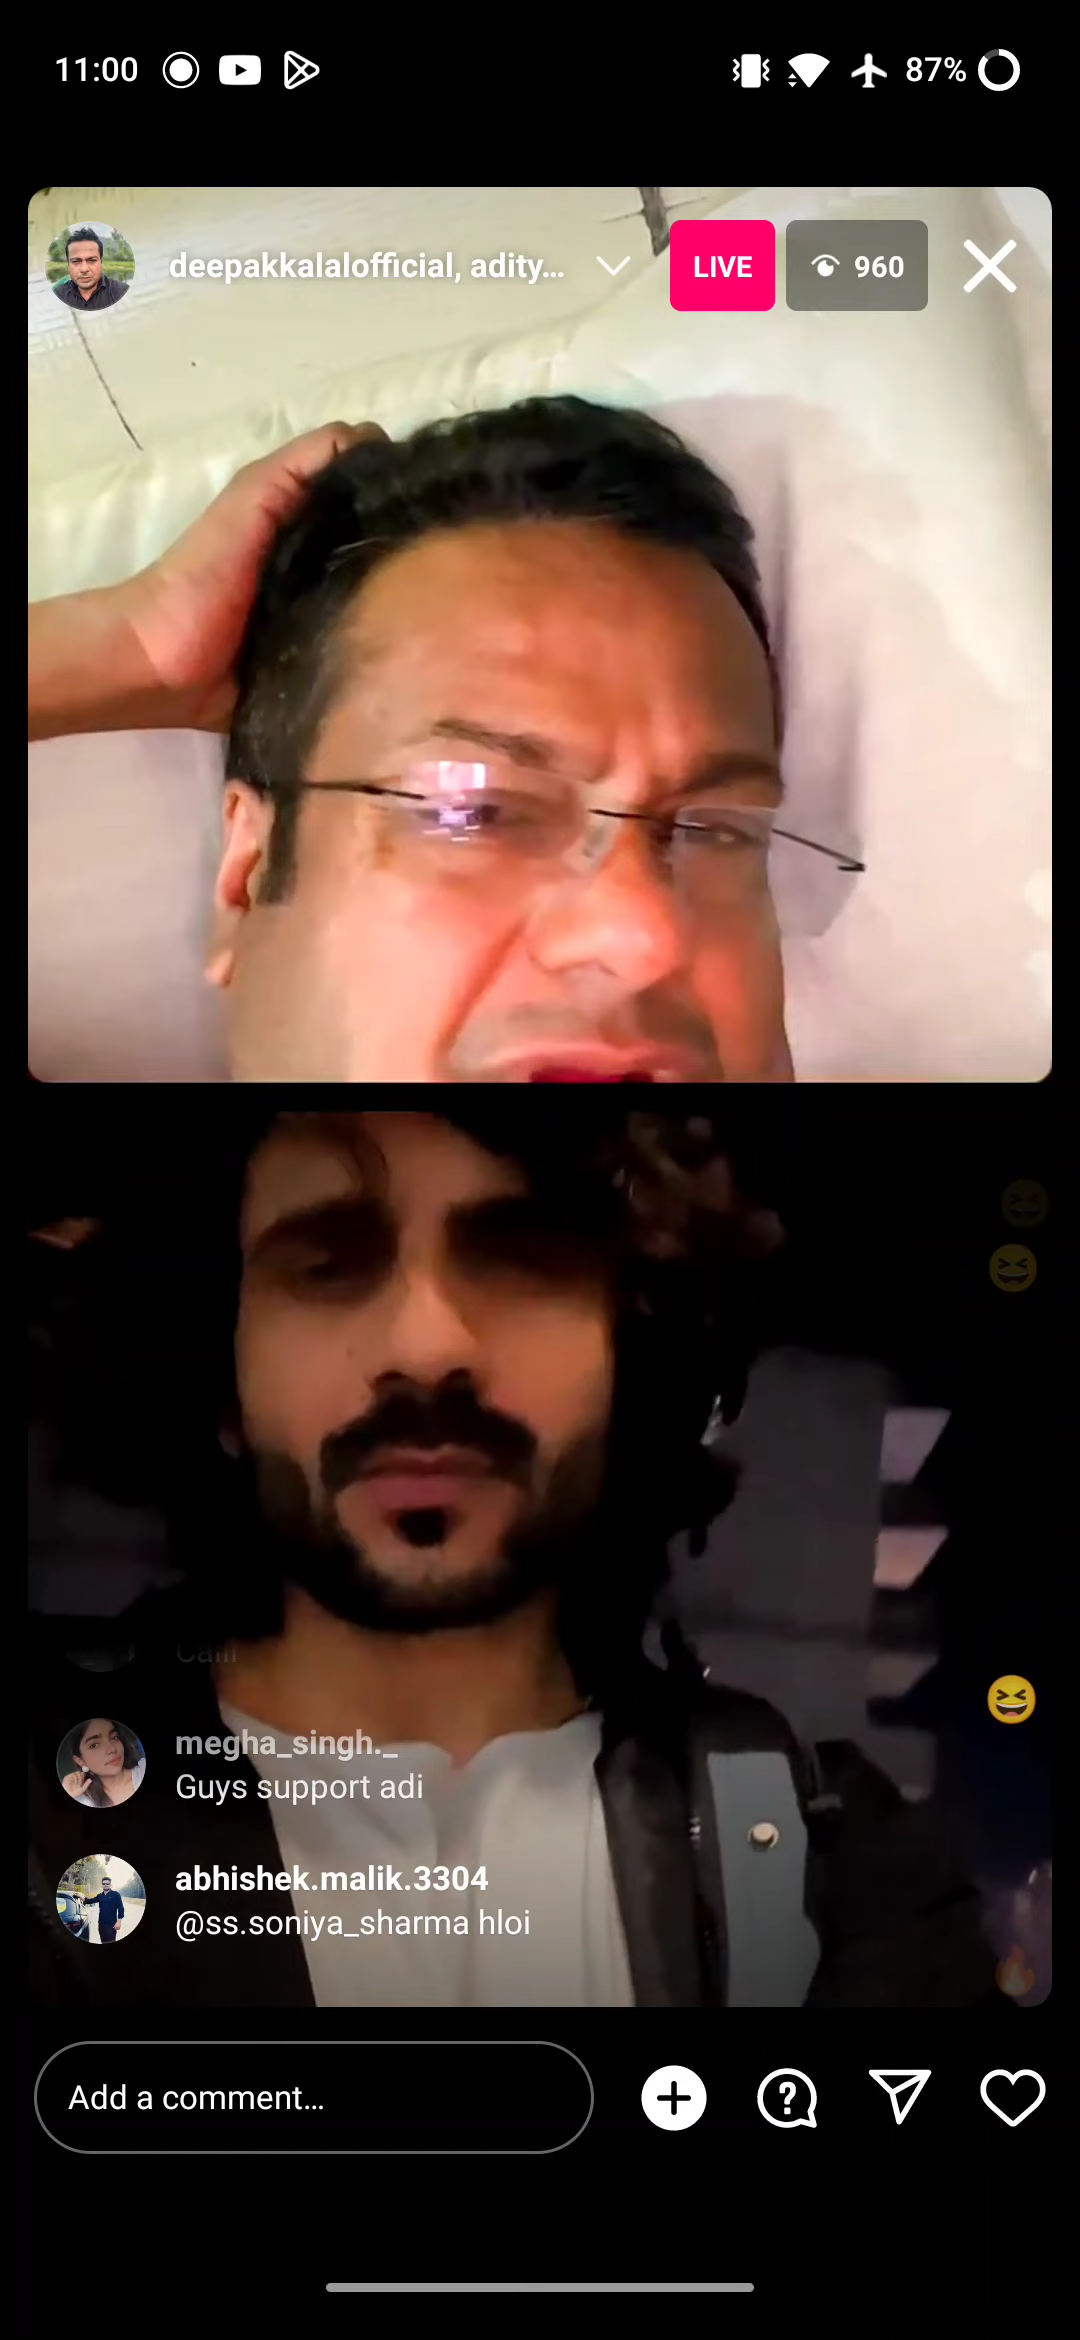 11:00
87%
deepakkalalofficial, adity...
LIVE
960
megha_singh._
Guys support adi
abhishek.malik.3304
@ss.soniya_sharma hloi
Add a comment...